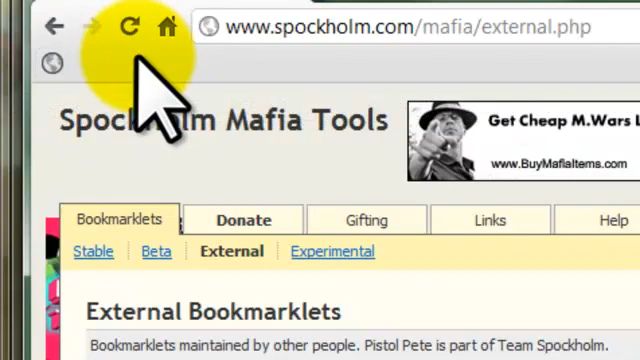 www.spockholm.com/mafia/external.php
Spockholm Mafia Tools
Get Cheap M.Wars
www.BuyMafiaItems.com
Bookmarklets Donate Gifting Links Help
Stable Beta External Experimental
External Bookmarklets
Bookmarklets maintained by other people. Pistol Pete is part of Team Spockholm.